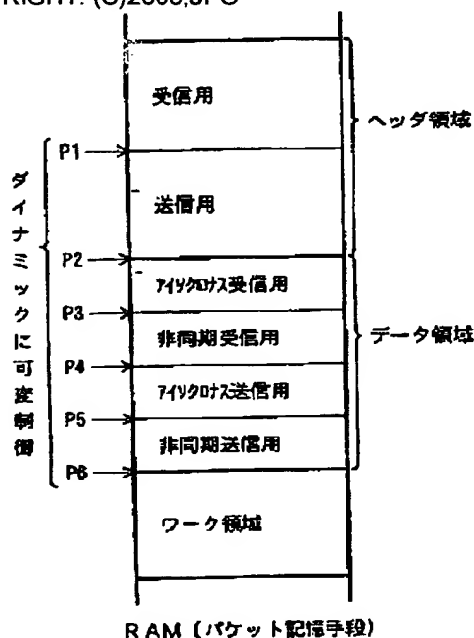 RIGHT: (C)2003,JPO
受信用
ヘッダ領域
P1
送信用
ダイナミックに可変制御
P2
アイソクロナス受信用
P3
非同期受信用
データ領域
P4
アイソクロナス送信用
P5
非同期送信用
P6
ワーク領域
RAM(パケット記憶手段)